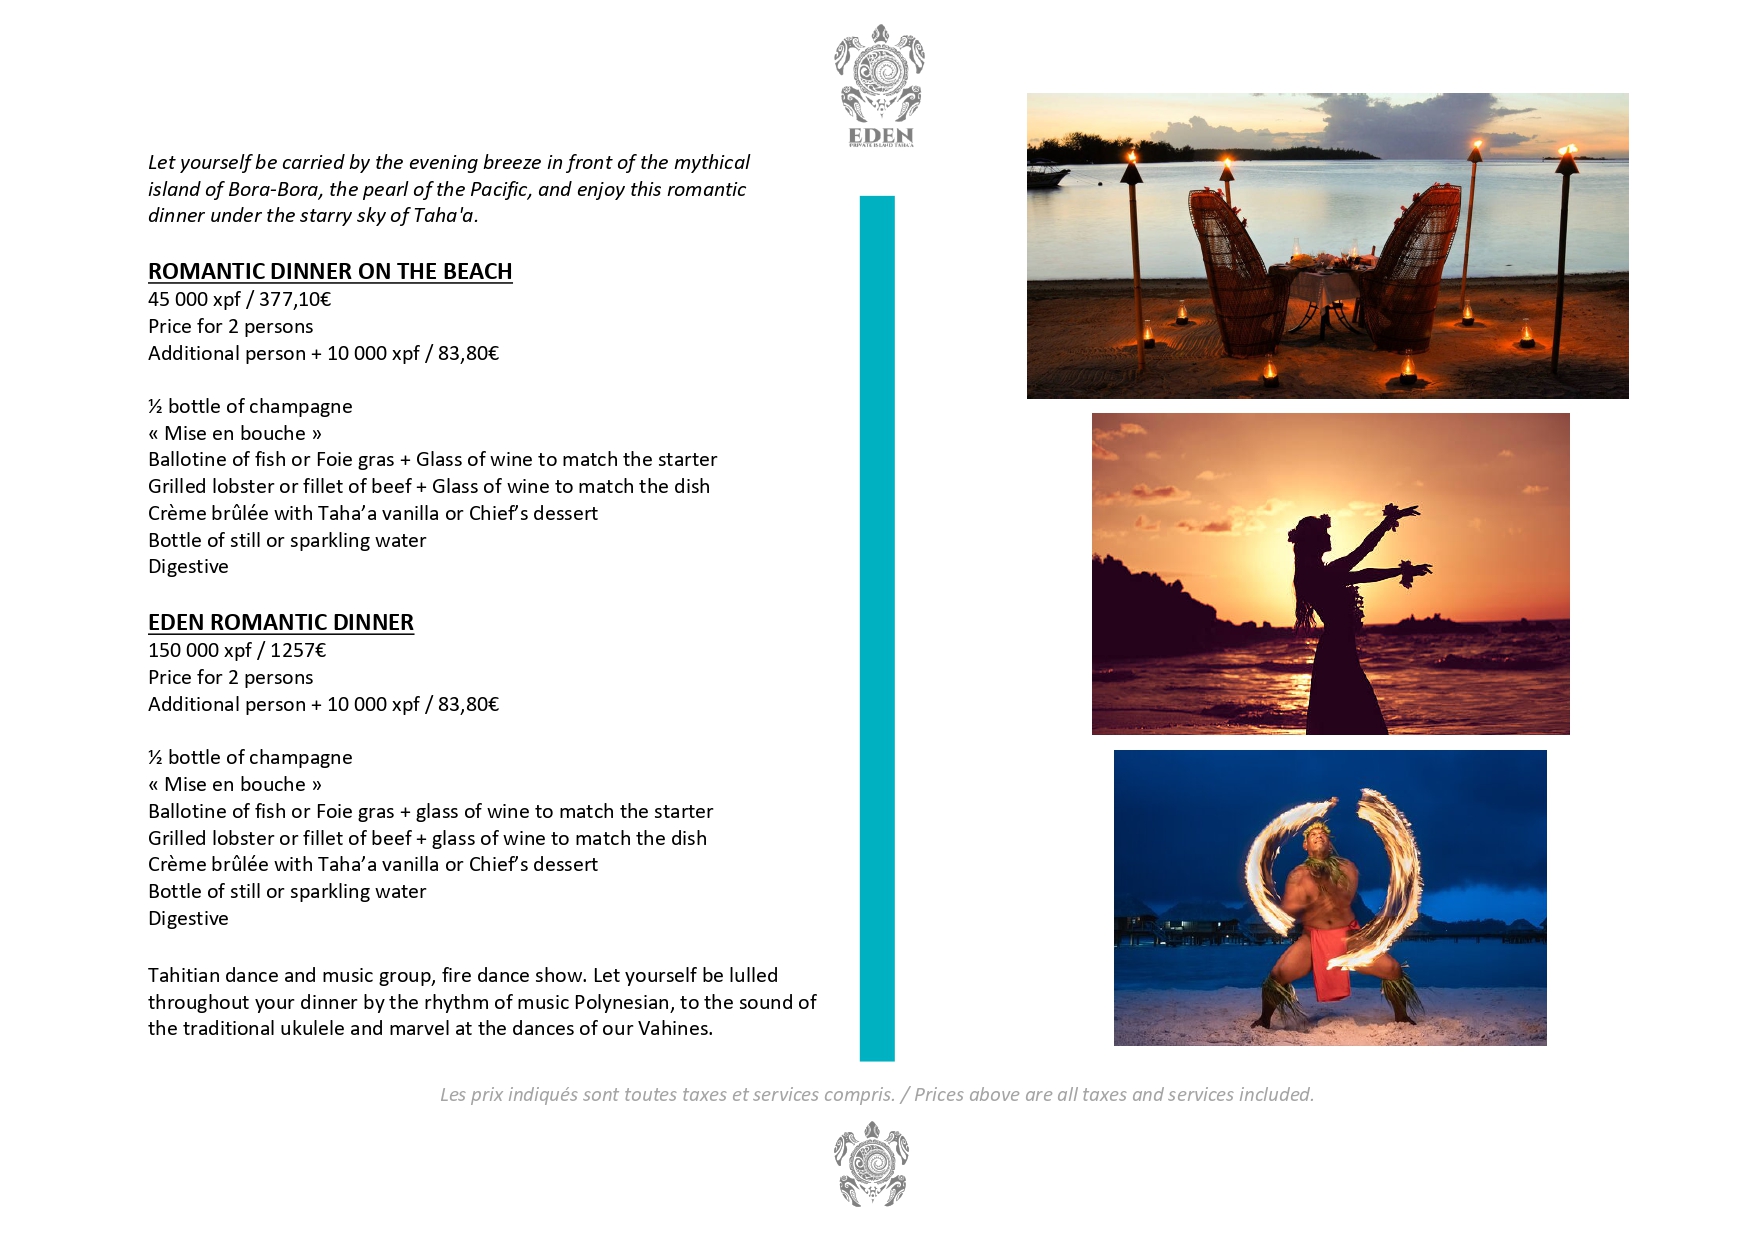 EDEN
PRIVATE ISLAND TAHA'A
Let yourself be carried by the evening breeze in front of the mythical
island of Bora-Bora, the pearl of the Pacific, and enjoy this romantic
dinner under the starry sky of Taha'a.
ROMANTIC DINNER ON THE BEACH
45 000 xpf / 377,10€
Price for 2 persons
Additional person + 10 000 xpf / 83,80€
½ bottle of champagne
« Mise en bouche »
Ballotine of fish or Foie gras + Glass of wine to match the starter
Grilled lobster or fillet of beef + Glass of wine to match the dish
Crème brûlée with Taha’a vanilla or Chief’s dessert
Bottle of still or sparkling water
Digestive
EDEN ROMANTIC DINNER
150 000 xpf / 1257€
Price for 2 persons
Additional person + 10 000 xpf / 83,80€
½ bottle of champagne
« Mise en bouche »
Ballotine of fish or Foie gras + glass of wine to match the starter
Grilled lobster or fillet of beef + glass of wine to match the dish
Crème brûlée with Taha’a vanilla or Chief’s dessert
Bottle of still or sparkling water
Digestive
Tahitian dance and music group, fire dance show. Let yourself be lulled
throughout your dinner by the rhythm of music Polynesian, to the sound of
the traditional ukulele and marvel at the dances of our Vahines.
Les prix indiqués sont toutes taxes et services compris. / Prices above are all taxes and services included.